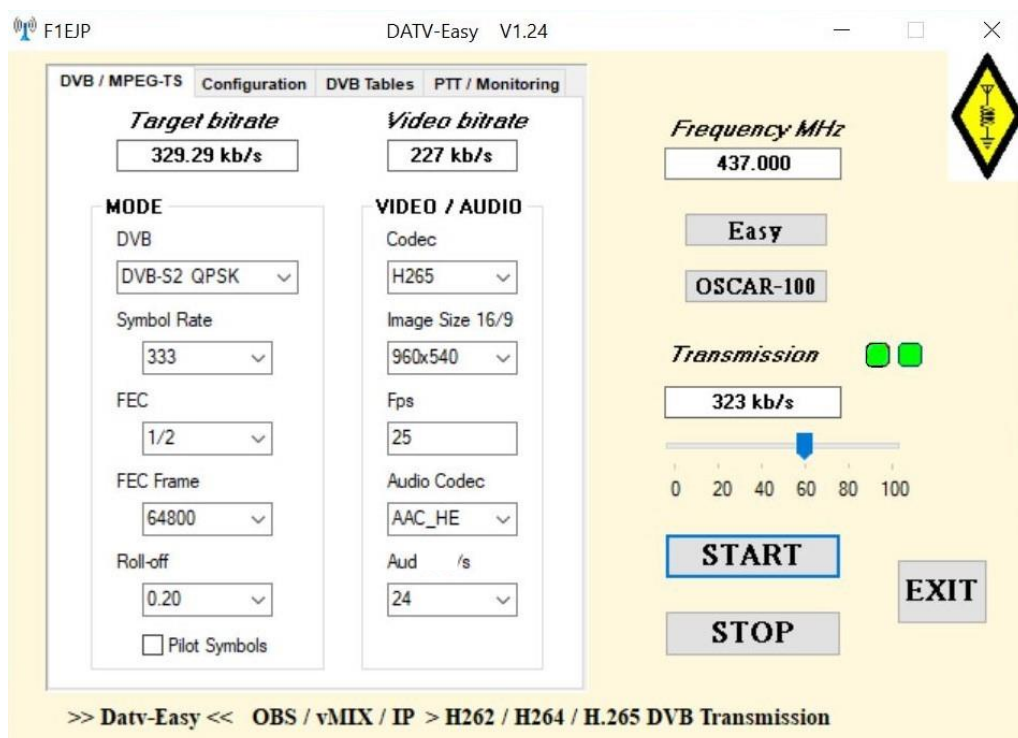 F1EJP
DATV-Easy V1.24
DVB / MPEG-TS Configuration DVB Tables PTT / Monitoring
Target bitrate
329.29 kb/s
Video bitrate
227 kb/s
MODE
DVB
DVB-S2 QPSK
Symbol Rate
333
FEC
1/2
FEC Frame
64800
Roll-off
0.20
Pilot Symbols
VIDEO / AUDIO
Codec
H265
Image Size 16/9
960x540
Fps
25
Audio Codec
AAC_HE
Aud /s
24
Frequency MHz
437.000
Easy
OSCAR-100
Transmission
323 kb/s
0 20 40 60 80 100
START
STOP
EXIT
>> Datv-Easy << OBS / vMIX / IP > H262 / H264 / H.265 DVB Transmission